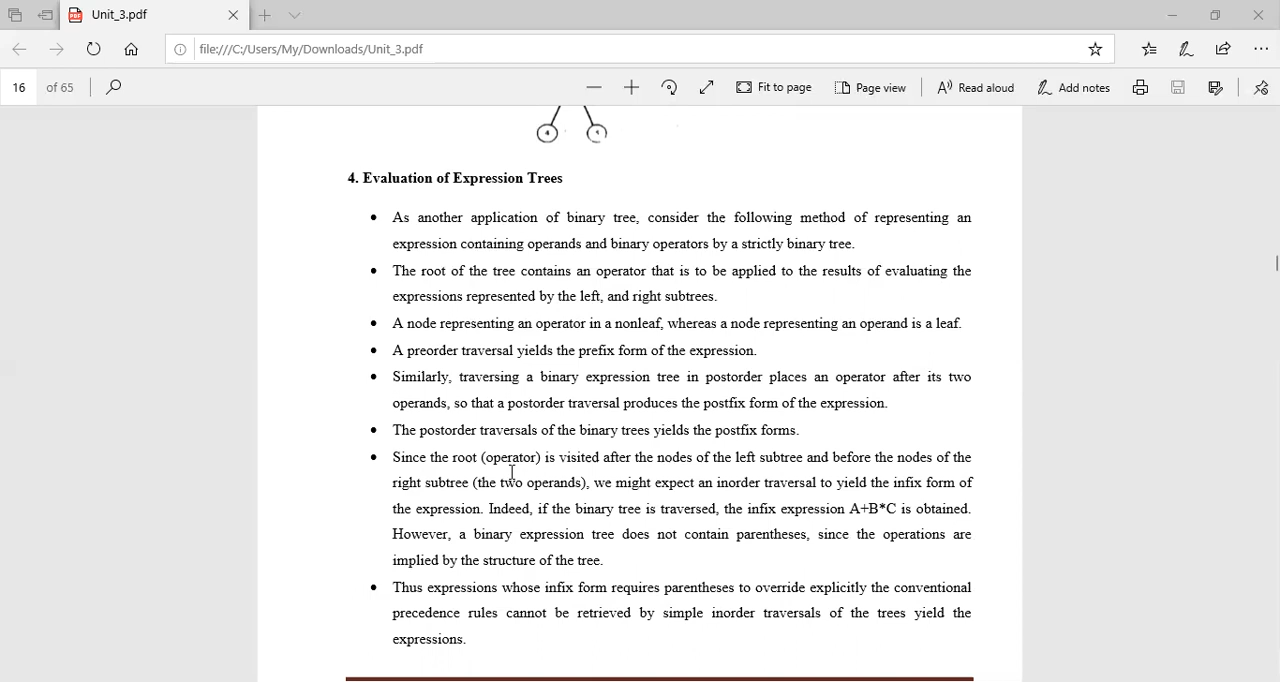 Unit_3.pdf
file:///C:/Users/My/Downloads/Unit_3.pdf
16 of 65 Fit to page Page view Read aloud Add notes
4. Evaluation of Expression Trees
• As another application of binary tree, consider the following method of representing an
expression containing operands and binary operators by a strictly binary tree.
• The root of the tree contains an operator that is to be applied to the results of evaluating the
expressions represented by the left, and right subtrees.
• A node representing an operator in a nonleaf, whereas a node representing an operand is a leaf.
• A preorder traversal yields the prefix form of the expression.
• Similarly, traversing a binary expression tree in postorder places an operator after its two
operands, so that a postorder traversal produces the postfix form of the expression.
• The postorder traversals of the binary trees yields the postfix forms.
• Since the root (operator) is visited after the nodes of the left subtree and before the nodes of the
right subtree (the two operands), we might expect an inorder traversal to yield the infix form of
the expression. Indeed, if the binary tree is traversed, the infix expression A+B*C is obtained.
However, a binary expression tree does not contain parentheses, since the operations are
implied by the structure of the tree.
• Thus expressions whose infix form requires parentheses to override explicitly the conventional
precedence rules cannot be retrieved by simple inorder traversals of the trees yield the
expressions.